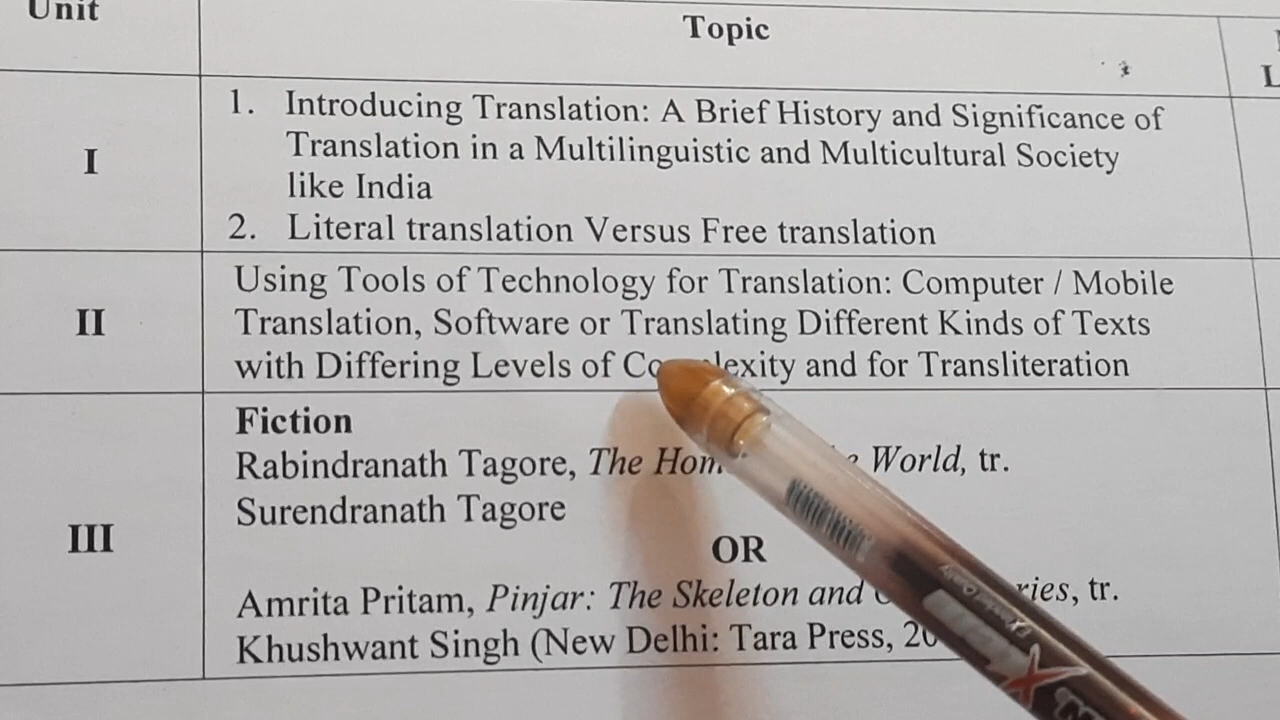 Unit
Topic
L
I
1. Introducing Translation: A Brief History and Significance of
Translation in a Multilinguistic and Multicultural Society
like India
2. Literal translation Versus Free translation
II
Using Tools of Technology for Translation: Computer / Mobile
Translation, Software or Translating Different Kinds of Texts
with Differing Levels of and for Transliteration
III
Fiction
Rabindranath Tagore, The World, tr.
Surendranath Tagore
OR
Amrita Pritam, Pinjar: The Skeleton and tr.
Khushwant Singh (New Delhi: Tara Press,